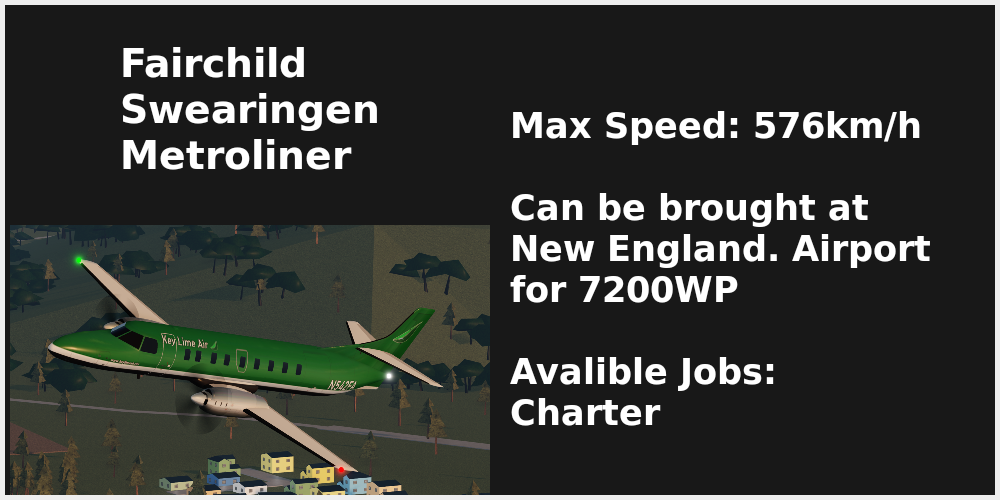 Fairchild
Swearingen
Metroliner
Max Speed: 576km/h
Can be brought at
New England. Airport
for 7200WP
Avalible Jobs:
Charter
Key Lime Air